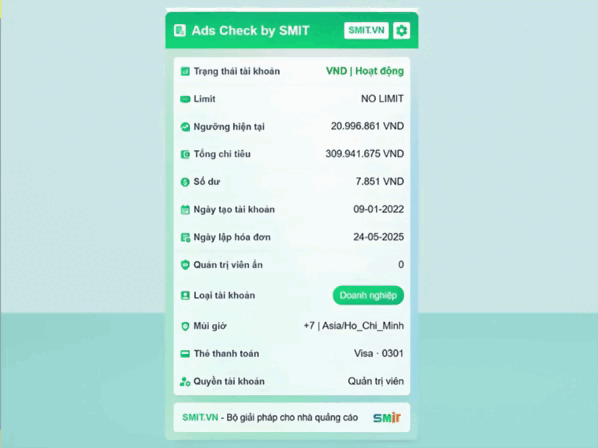 Ads Check by SMIT SMIT.VN
Trạng thái tài khoản VND | Hoạt động
Limit NO LIMIT
Ngưỡng hiện tại 20.996.861 VND
Tổng chi tiêu 309.941.675 VND
Số dư 7.851 VND
Ngày tạo tài khoản 09-01-2022
Ngày lập hóa đơn 24-05-2025
Quản trị viên ẩn 0
Loại tài khoản Doanh nghiệp
Múi giờ +7 | Asia/Ho_Chi_Minh
Thẻ thanh toán Visa · 0301
Quyền tài khoản Quản trị viên
SMIT.VN - Bộ giải pháp cho nhà quảng cáo SMIT